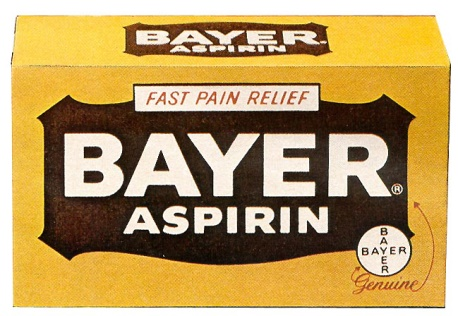 BAYER
ASPIRIN
FAST PAIN RELIEF
BAYER®
ASPIRIN
BAYER
BAYER
Genuine